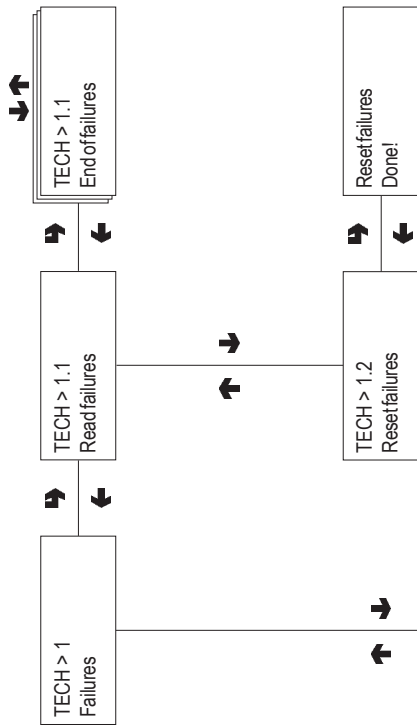 TECH > 1
Failures
TECH > 1.1
Read failures
TECH > 1.1
End of failures
TECH > 1.2
Reset failures
Reset failures
Done!